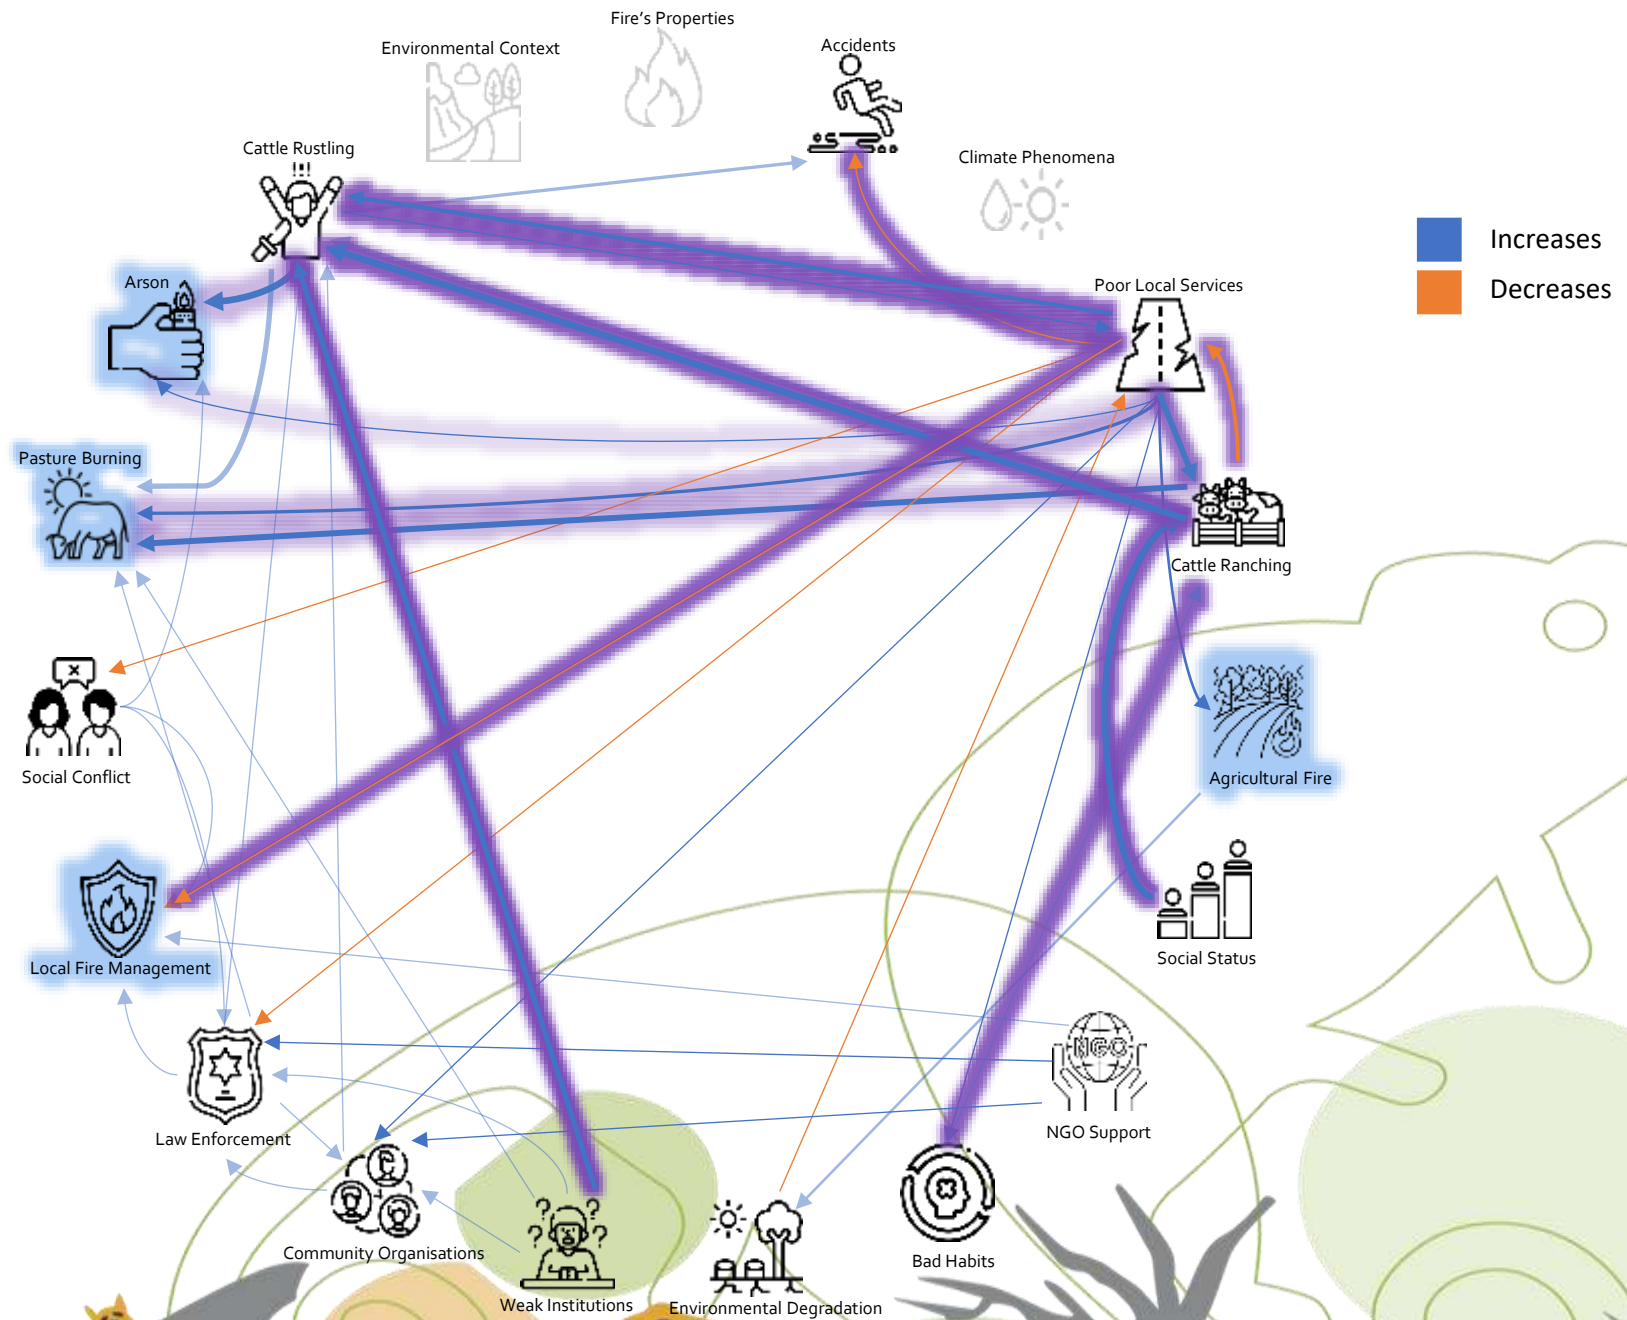 Fire's Properties
Environmental Context
Accidents
Cattle Rustling
!!!
Climate Phenomena
Increases
Arson
Poor Local Services
Decreases
Pasture Burning
Cattle Ranching
x
Social Conflict
Agricultural Fire
Social Status
Local Fire Management
NGO
Law Enforcement
NGO Support
? ?
? ?
Community Organisations
Bad Habits
Weak Institutions
Environmental Degradation